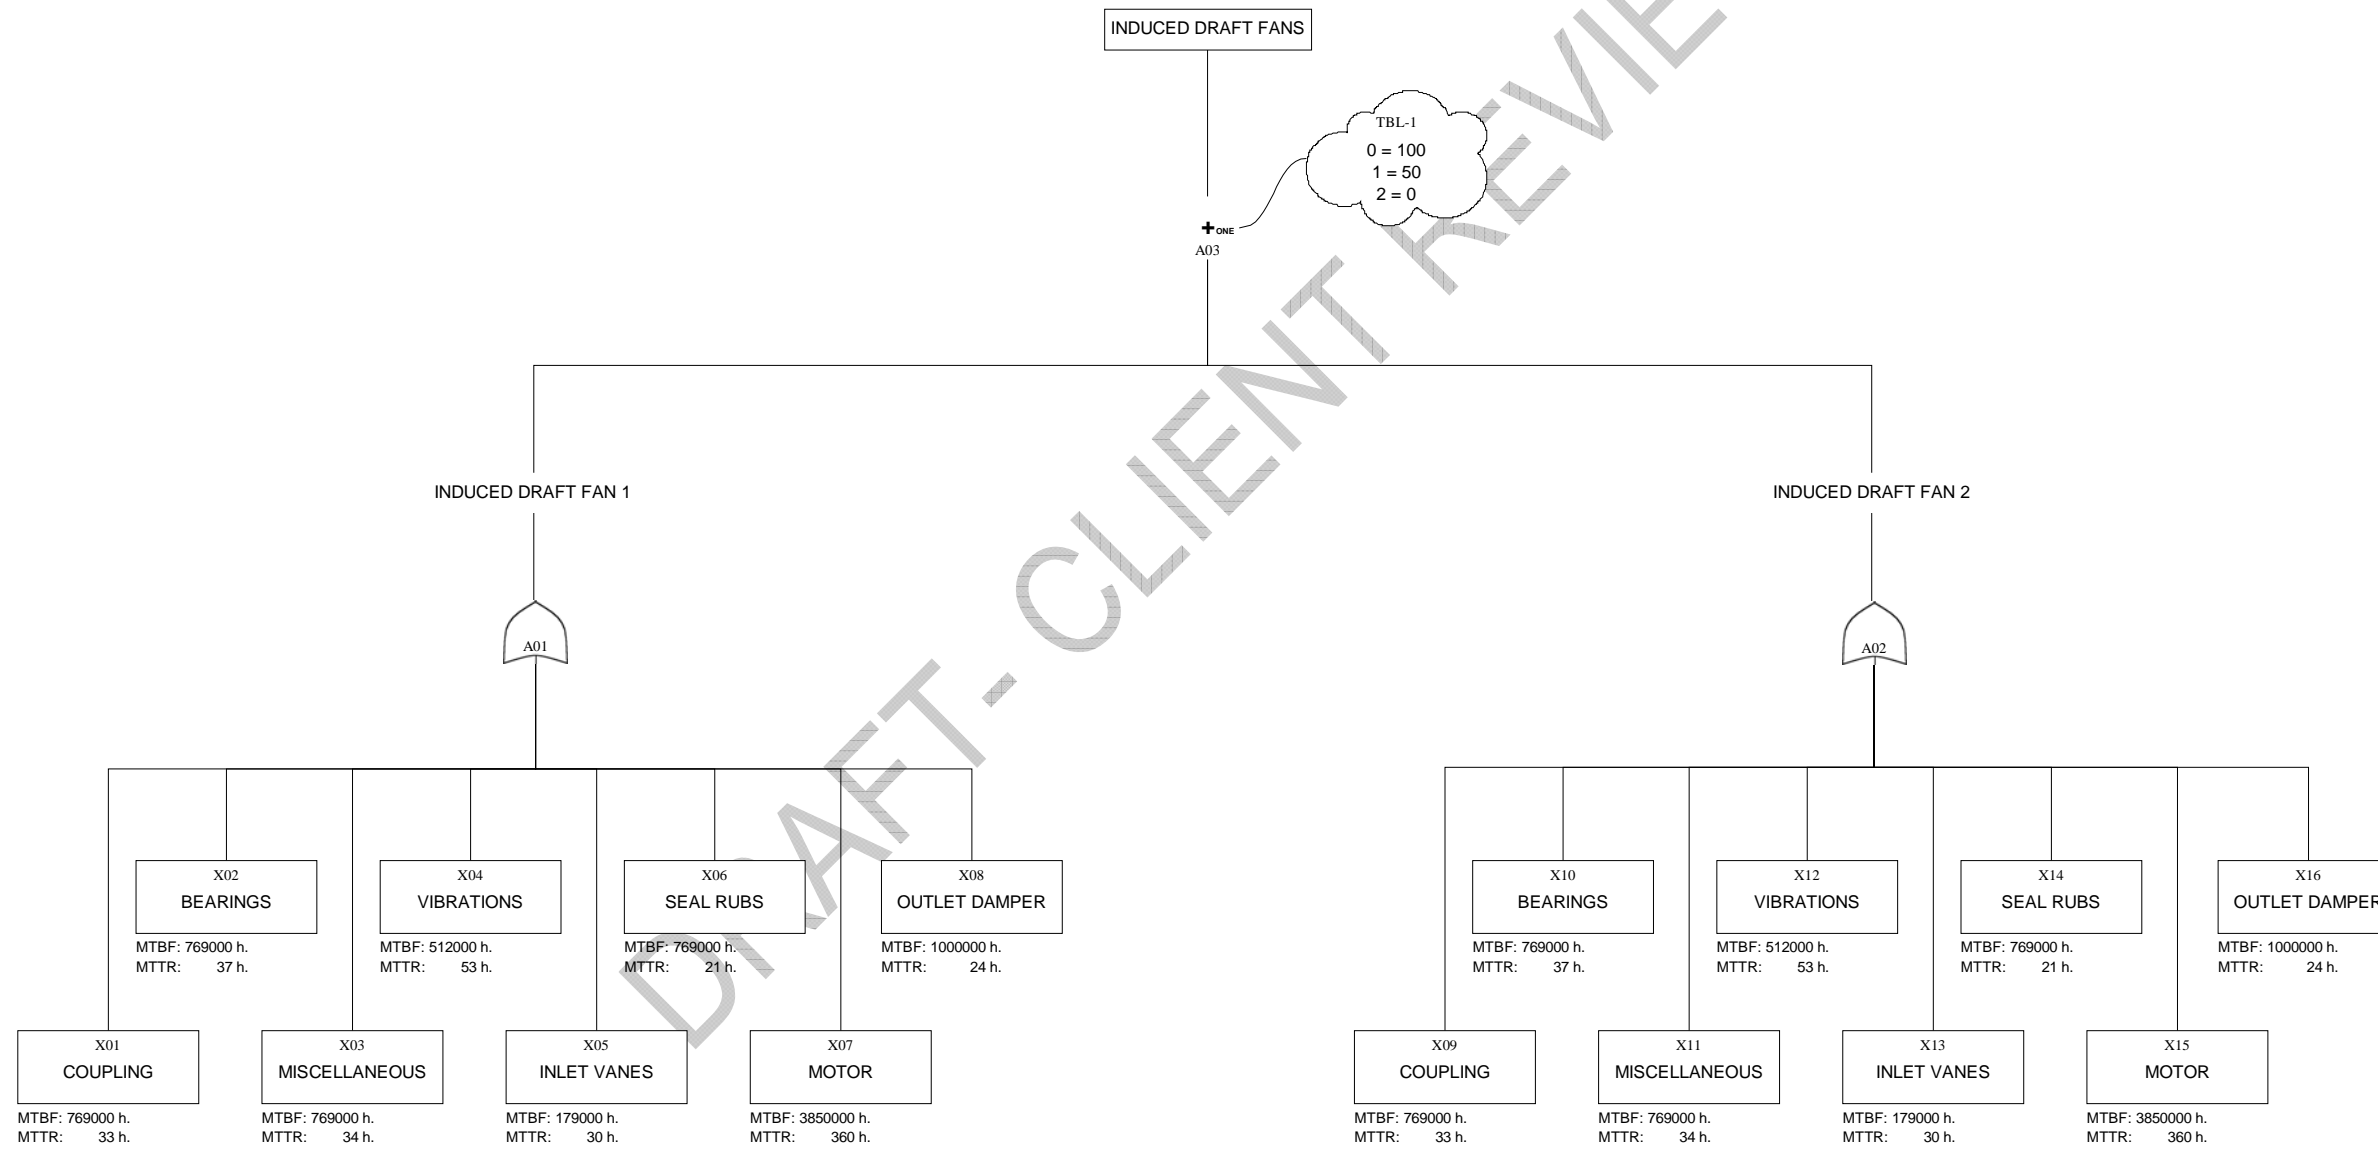 INDUCED DRAFT FANS
TBL-1
0 = 100
1 = 50
2 = 0
+ONE
A03
INDUCED DRAFT FAN 1
INDUCED DRAFT FAN 2
A01
A02
DRAFT - CLIENT REVIE
X02
BEARINGS
MTBF: 769000 h.
MTTR: 37 h.
X04
VIBRATIONS
MTBF: 512000 h.
MTTR: 53 h.
X06
SEAL RUBS
MTBF: 769000 h.
MTTR: 21 h.
X08
OUTLET DAMPER
MTBF: 1000000 h.
MTTR: 24 h.
X10
BEARINGS
MTBF: 769000 h.
MTTR: 37 h.
X12
VIBRATIONS
MTBF: 512000 h.
MTTR: 53 h.
X14
SEAL RUBS
MTBF: 769000 h.
MTTR: 21 h.
X16
OUTLET DAMPER
MTBF: 1000000 h.
MTTR: 24 h.
X01
COUPLING
MTBF: 769000 h.
MTTR: 33 h.
X03
MISCELLANEOUS
MTBF: 769000 h.
MTTR: 34 h.
X05
INLET VANES
MTBF: 179000 h.
MTTR: 30 h.
X07
MOTOR
MTBF: 3850000 h.
MTTR: 360 h.
X09
COUPLING
MTBF: 769000 h.
MTTR: 33 h.
X11
MISCELLANEOUS
MTBF: 769000 h.
MTTR: 34 h.
X13
INLET VANES
MTBF: 179000 h.
MTTR: 30 h.
X15
MOTOR
MTBF: 3850000 h.
MTTR: 360 h.